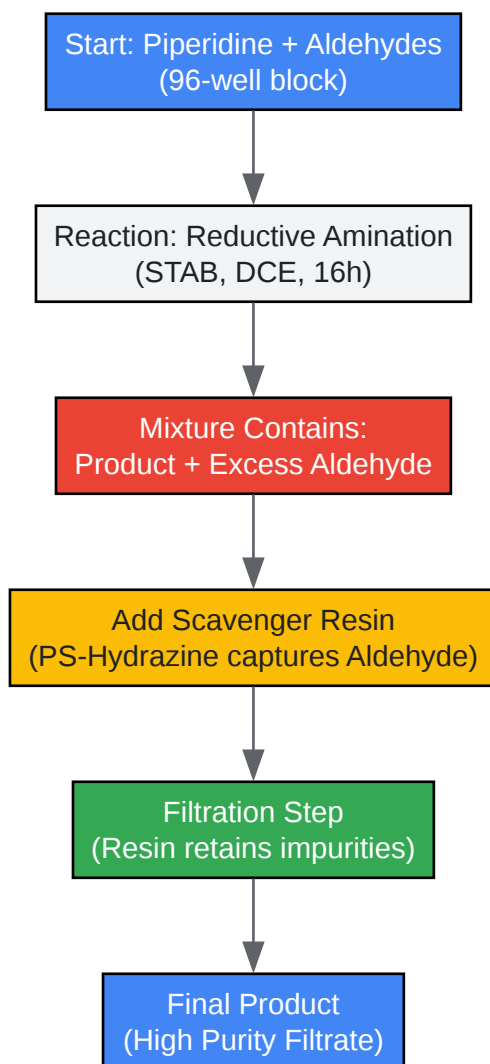 Start: Piperidine + Aldehydes
(96-well block)
Reaction: Reductive Amination
(STAB, DCE, 16h)
Mixture Contains:
Product + Excess Aldehyde
Add Scavenger Resin
(PS-Hydrazine captures Aldehyde)
Filtration Step
(Resin retains impurities)
Final Product
(High Purity Filtrate)